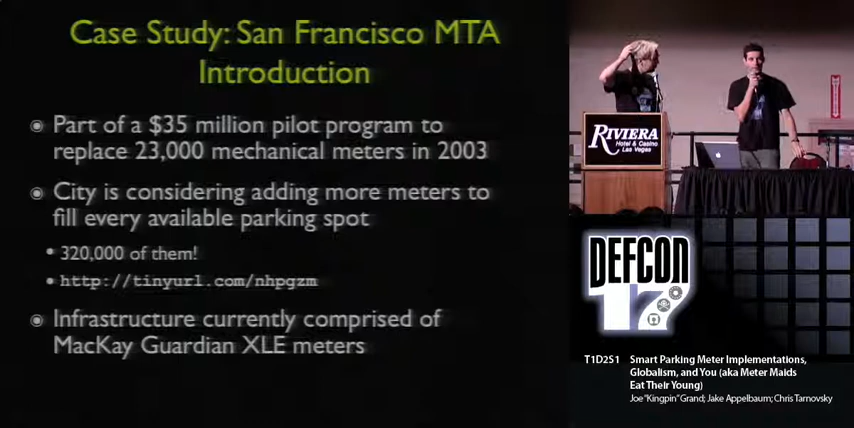 Case Study: San Francisco MTA
Introduction
Part of a $35 million pilot program to
replace 23,000 mechanical meters in 2003
City is considering adding more meters to
fill every available parking spot
320,000 of them!
http://tinyurl.com/nhpgzm
Infrastructure currently comprised of
MacKay Guardian XLE meters
RIVIERA
Hotel & Casino
Las Vegas
DEFCON
17
T1D2S1 Smart Parking Meter Implementations,
Globalism, and You (aka Meter Maids
Eat Their Young)
Joe "Kingpin" Grand; Jake Appelbaum; Chris Tarnovsky